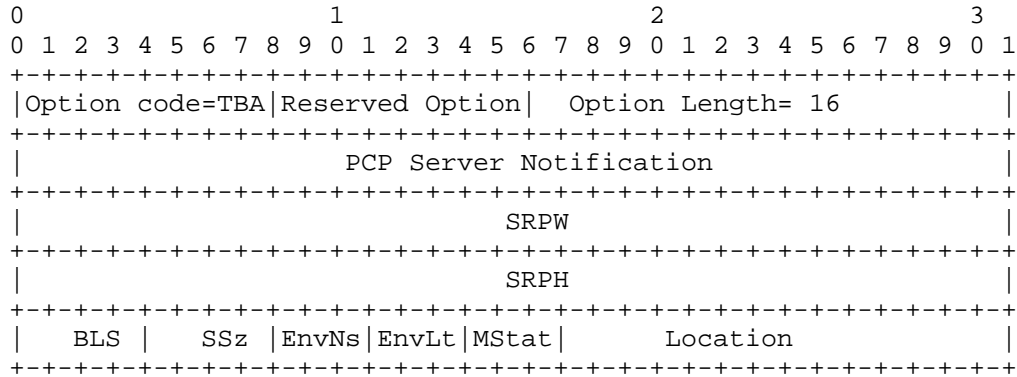 0                   1                   2                   3
0 1 2 3 4 5 6 7 8 9 0 1 2 3 4 5 6 7 8 9 0 1 2 3 4 5 6 7 8 9 0 1
+-+-+-+-+-+-+-+-+-+-+-+-+-+-+-+-+-+-+-+-+-+-+-+-+-+-+-+-+-+-+-+
|Option code=TBA|Reserved Option|  Option Length= 16          |
+-+-+-+-+-+-+-+-+-+-+-+-+-+-+-+-+-+-+-+-+-+-+-+-+-+-+-+-+-+-+-+
|                    PCP Server Notification                  |
+-+-+-+-+-+-+-+-+-+-+-+-+-+-+-+-+-+-+-+-+-+-+-+-+-+-+-+-+-+-+-+
|                              SRPW                           |
+-+-+-+-+-+-+-+-+-+-+-+-+-+-+-+-+-+-+-+-+-+-+-+-+-+-+-+-+-+-+-+
|                              SRPH                           |
+-+-+-+-+-+-+-+-+-+-+-+-+-+-+-+-+-+-+-+-+-+-+-+-+-+-+-+-+-+-+-+
|   BLS |   SSz |EnvNs|EnvLt|MStat|      Location             |
+-+-+-+-+-+-+-+-+-+-+-+-+-+-+-+-+-+-+-+-+-+-+-+-+-+-+-+-+-+-+-+